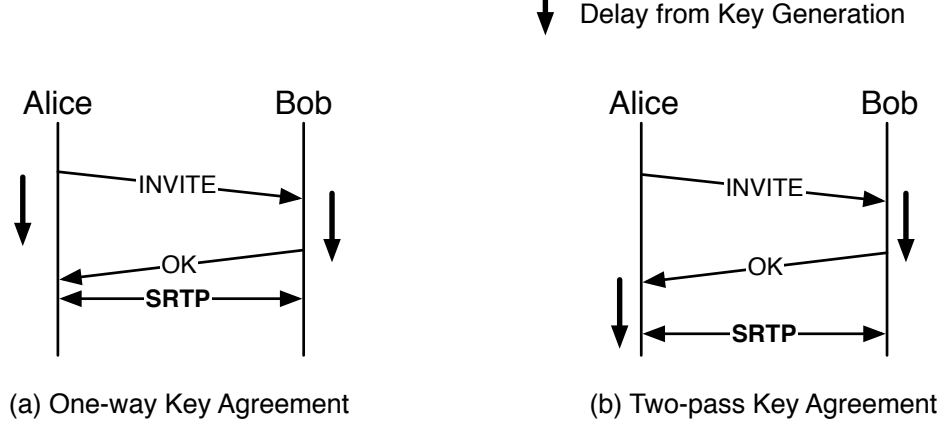 Delay from Key Generation
Alice Bob
INVITE
OK
SRTP
(a) One-way Key Agreement
Alice Bob
INVITE
OK
SRTP
(b) Two-pass Key Agreement